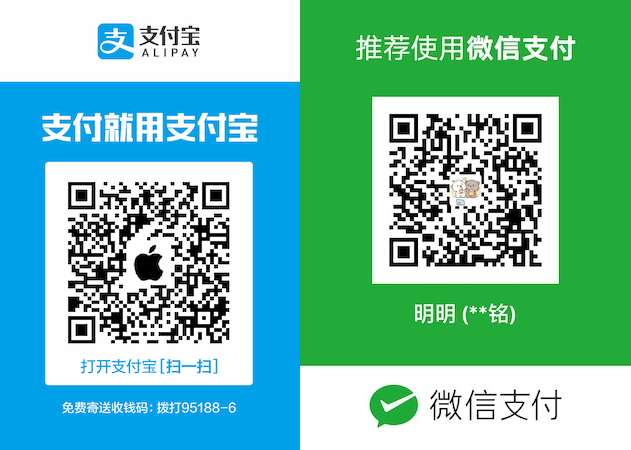 支付宝
ALIPAY
支付就用支付宝
打开支付宝[扫一扫]
免费寄送收钱码：拨打95188-6
推荐使用微信支付
明明 (**铭)
微信支付